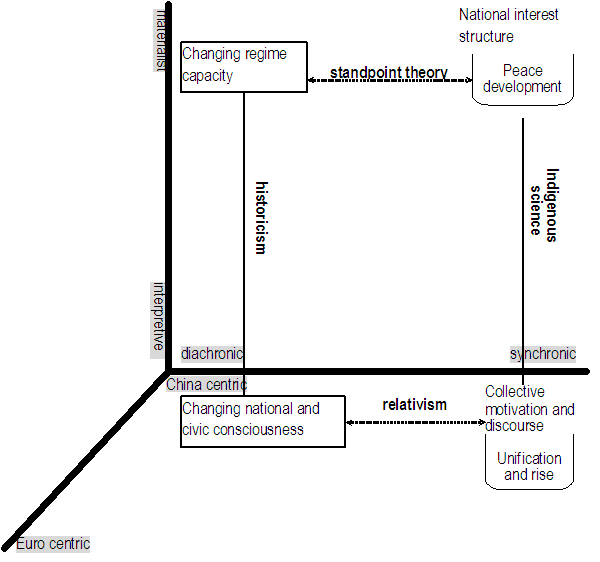 National interest
structure
materialist
Changing regime
capacity
standpoint theory
Peace
development
historicism
Indigenous
science
interpretive
diachronic
synchronic
China centric
Changing national and
civic consciousness
relativism
Collective
motivation and
discourse
Unification
and rise
Euro centric